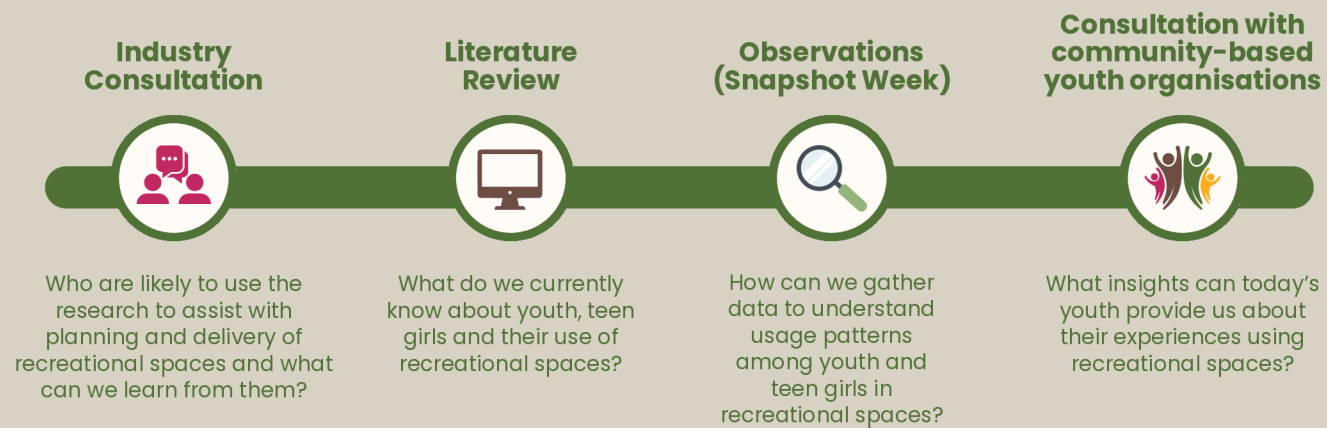 Industry
Consultation
Who are likely to use the
research to assist with
planning and delivery of
recreational spaces and what
can we learn from them?
Literature
Review
What do we currently
know about youth, teen
girls and their use of
recreational spaces?
Observations
(Snapshot Week)
How can we gather
data to understand
usage patterns
among youth and
teen girls in
recreational spaces?
Consultation with
community-based
youth organisations
What insights can today's
youth provide us about
their experiences using
recreational spaces?